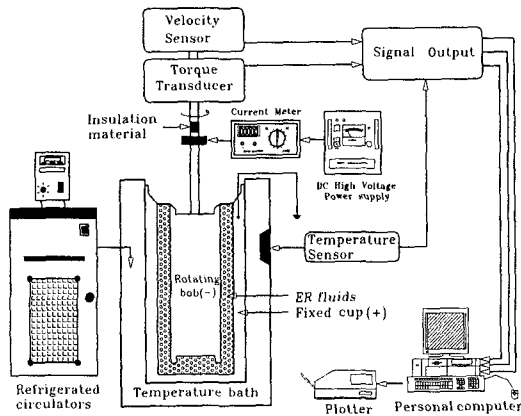 Velocity
Sensor
Signal Output
Torque
Transducer
Insulation
material
Current Meter
DC High Voltage
Power supply
Temperature
Sensor
Rotating
bob(-)
ER fluids
Fixed cup(+)
Refrigerated
circulators
Temperature bath
Plotter
Personal computer